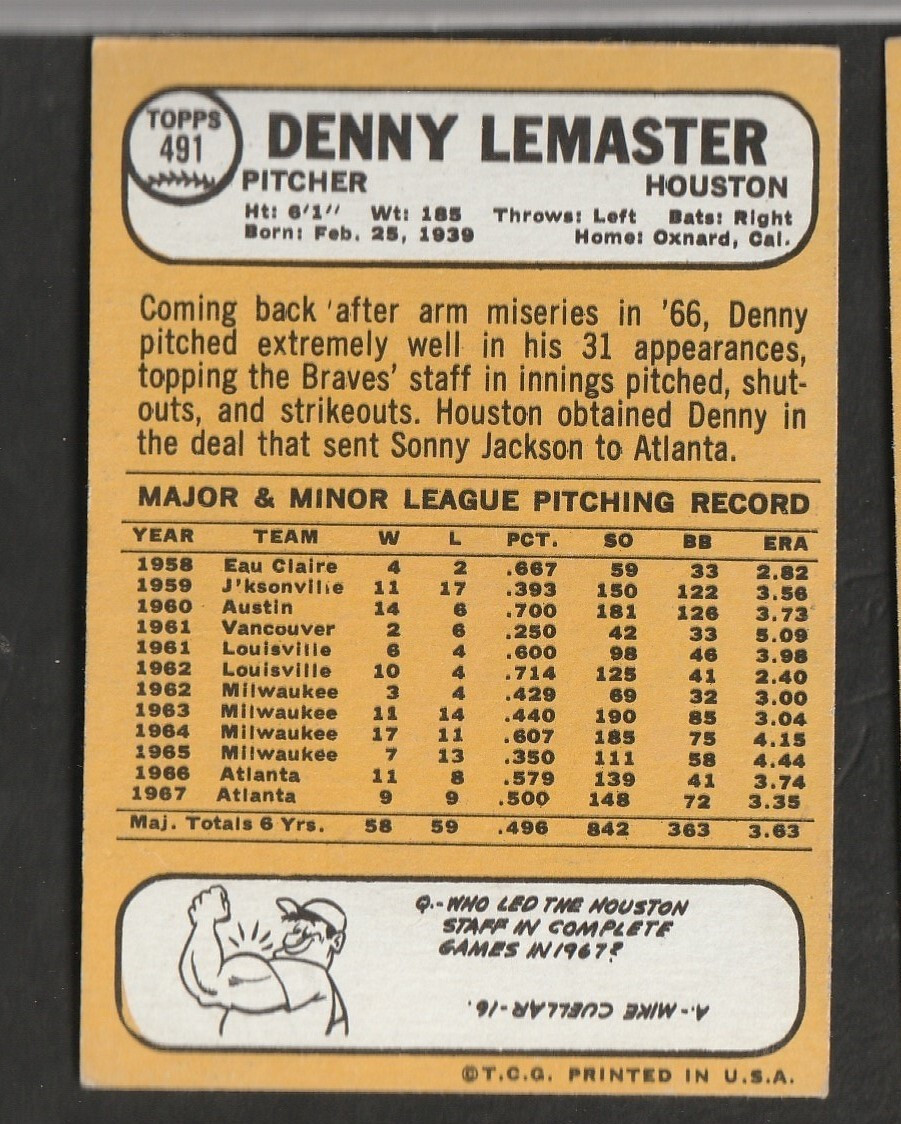 TOPPS
491
DENNY LEMASTER
PITCHER HOUSTON
Ht: 6'1'' Wt: 185 Throws: Left Bats: Right
Born: Feb. 25, 1939 Home: Oxnard, Cal.
Coming back after arm miseries in '66, Denny
pitched extremely well in his 31 appearances,
topping the Braves' staff in innings pitched, shut-
outs, and strikeouts. Houston obtained Denny in
the deal that sent Sonny Jackson to Atlanta.
MAJOR & MINOR LEAGUE PITCHING RECORD
YEAR TEAM W L PCT. SO BB ERA
1958 Eau Claire 4 2 .667 59 33 2.82
1959 J'ksonville 11 17 .393 150 122 3.56
1960 Austin 14 6 .700 181 126 3.73
1961 Vancouver 2 6 .250 42 33 5.09
1961 Louisville 6 4 .600 98 46 3.98
1962 Louisville 10 4 .714 125 41 2.40
1962 Milwaukee 3 4 .429 69 32 3.00
1963 Milwaukee 11 14 .440 190 85 3.04
1964 Milwaukee 17 11 .607 185 75 4.15
1965 Milwaukee 7 13 .350 111 58 4.44
1966 Atlanta 11 8 .579 139 41 3.74
1967 Atlanta 9 9 .500 148 72 3.35
Maj. Totals 6 Yrs. 58 59 .496 842 363 3.63
Q.-WHO LED THE HOUSTON
STAFF IN COMPLETE
GAMES IN 1967?
A.-MIKE CUELLAR-16.
©T.C.G. PRINTED IN U.S.A.